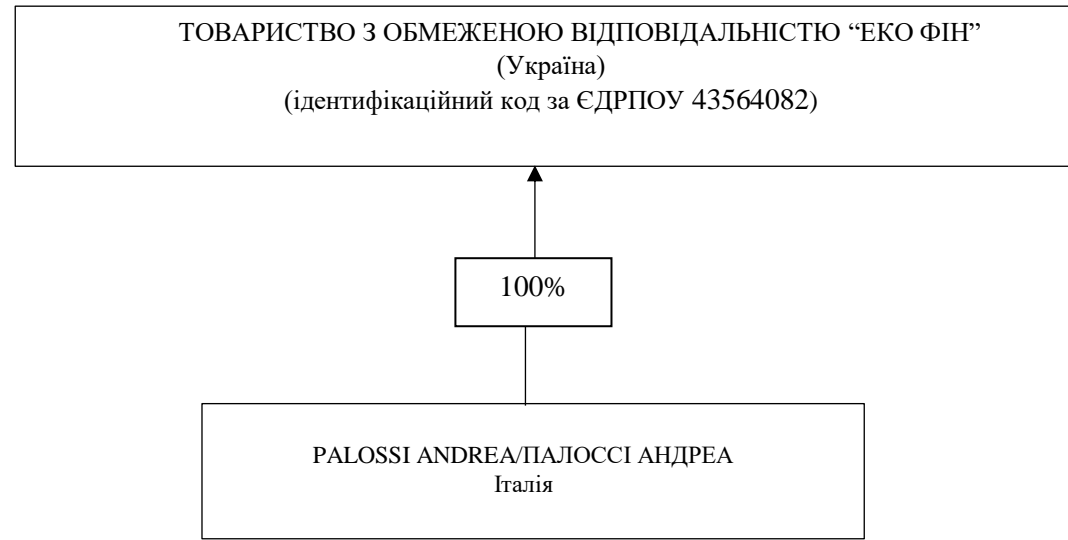 ТОВАРИСТВО З ОБМЕЖЕНОЮ ВІДПОВІДАЛЬНІСТЮ “ЕКО ФІН”
(Україна)
(ідентифікаційний код за ЄДРПОУ 43564082)
100%
PALOSSI ANDREA/ПАЛОССІ АНДРЕА
Італія